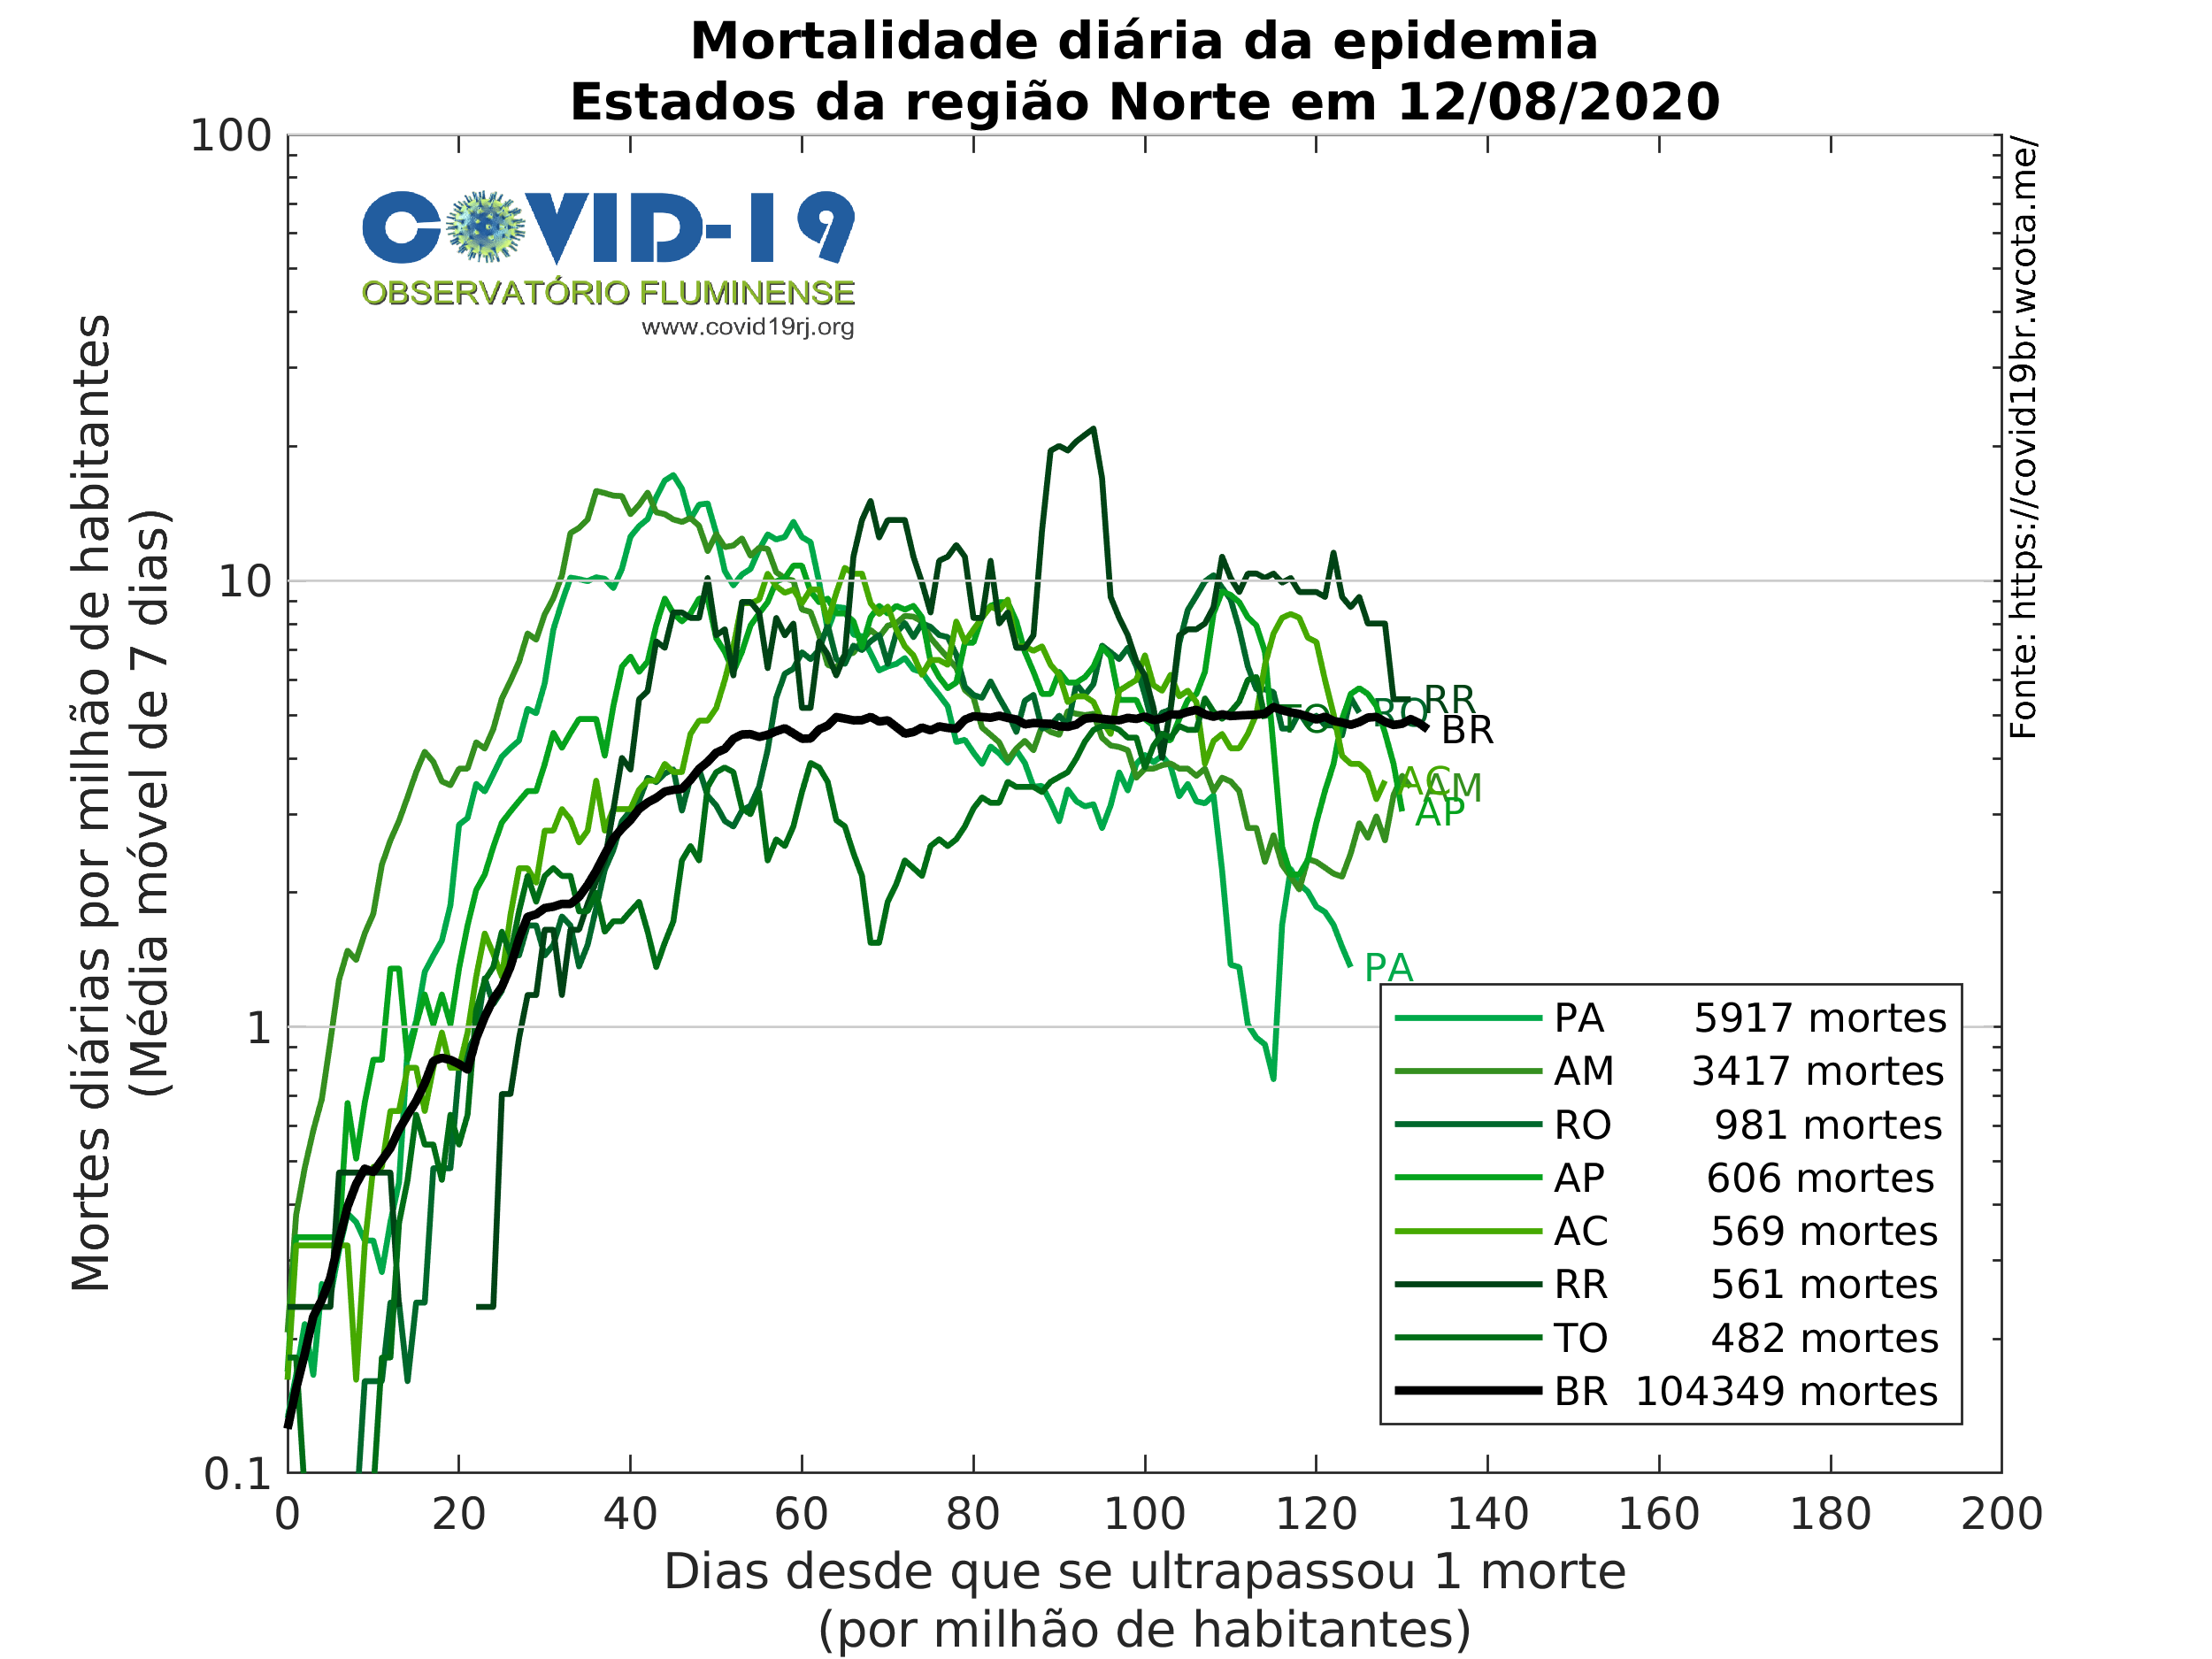 Mortalidade diária da epidemia
Estados da região Norte em 12/08/2020
COVID-19
OBSERVATÓRIO FLUMINENSE
www.covid19rj.org
Fonte: https://covid19br.wcota.me/
Mortes diárias por milhão de habitantes
(Média móvel de 7 dias)
100
10
1
0.1
RR
TO
RO
BR
AC
AM
AP
PA
PA 5917 mortes
AM 3417 mortes
RO 981 mortes
AP 606 mortes
AC 569 mortes
RR 561 mortes
TO 482 mortes
BR 104349 mortes
0 20 40 60 80 100 120 140 160 180 200
Dias desde que se ultrapassou 1 morte
(por milhão de habitantes)